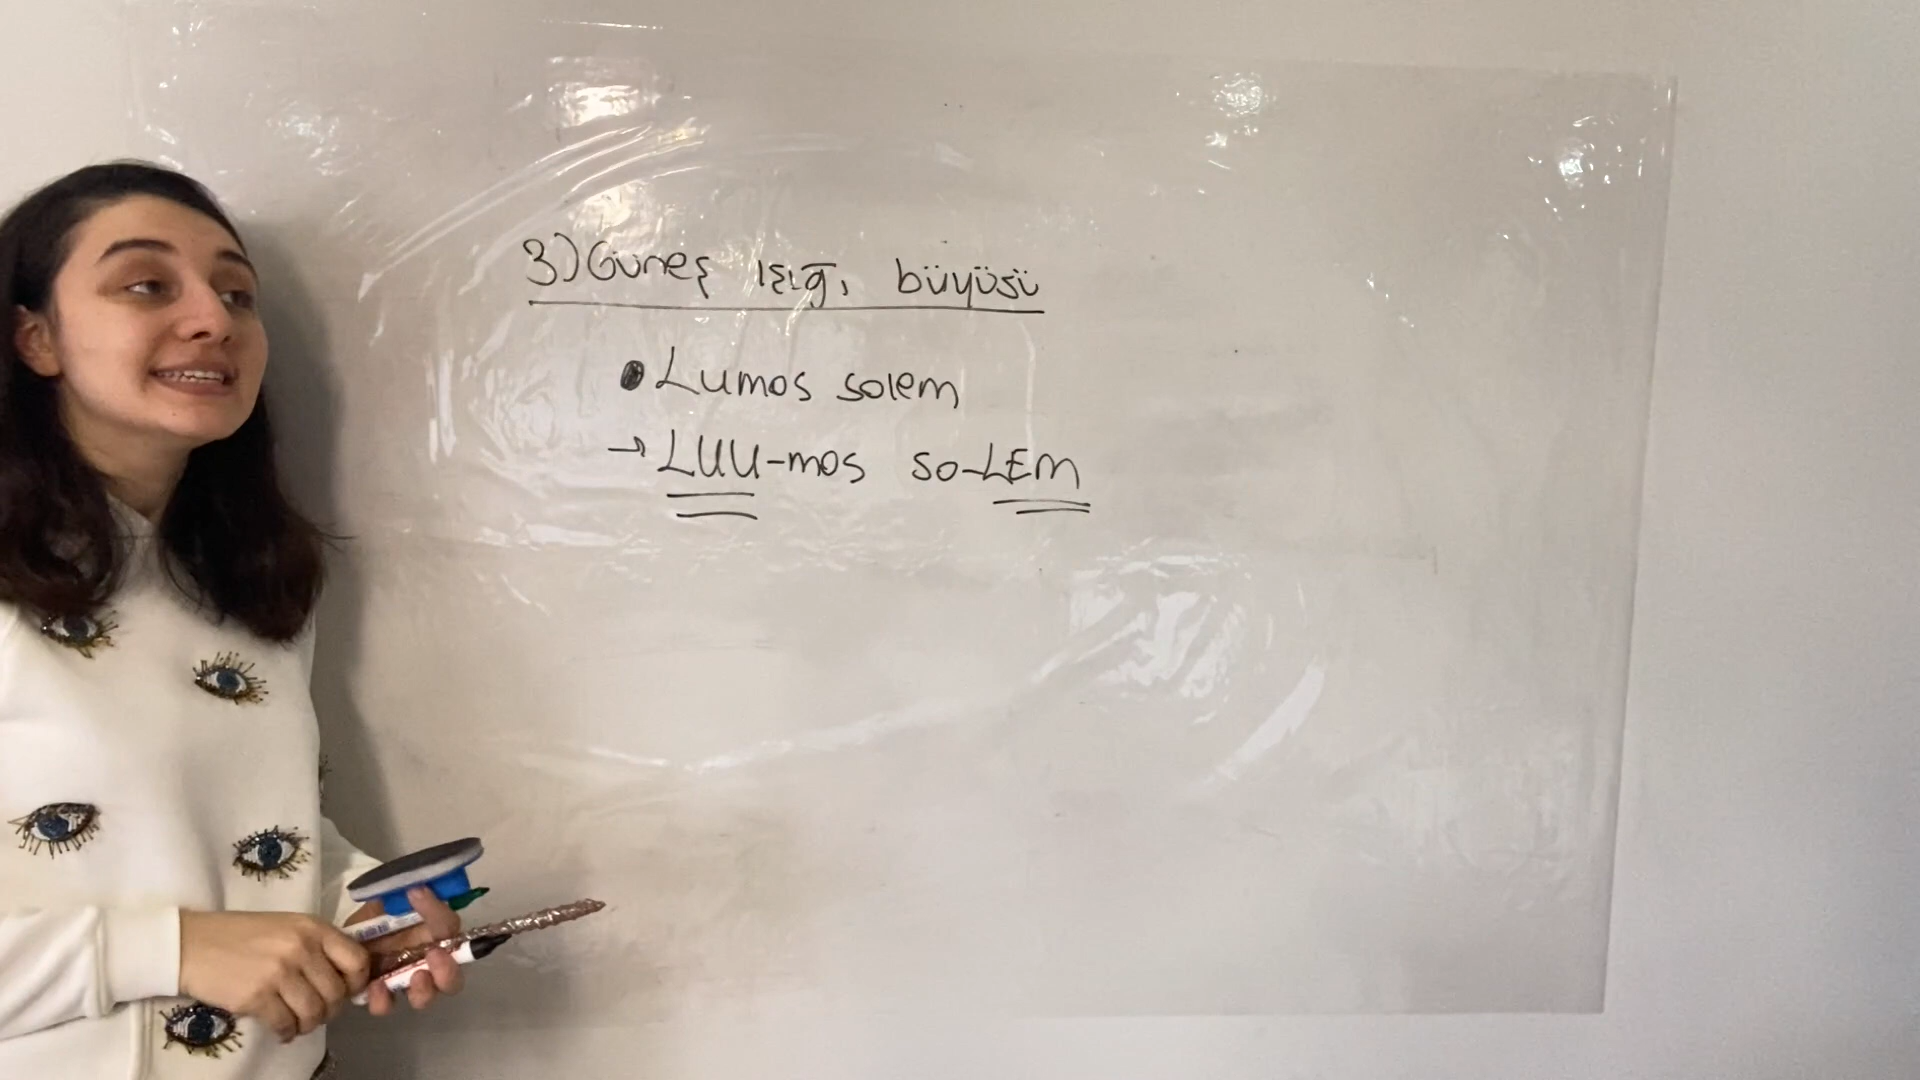 3) Güneş ışığı büyüsü
• Lumos solem
→ LUU-mos so-LEM